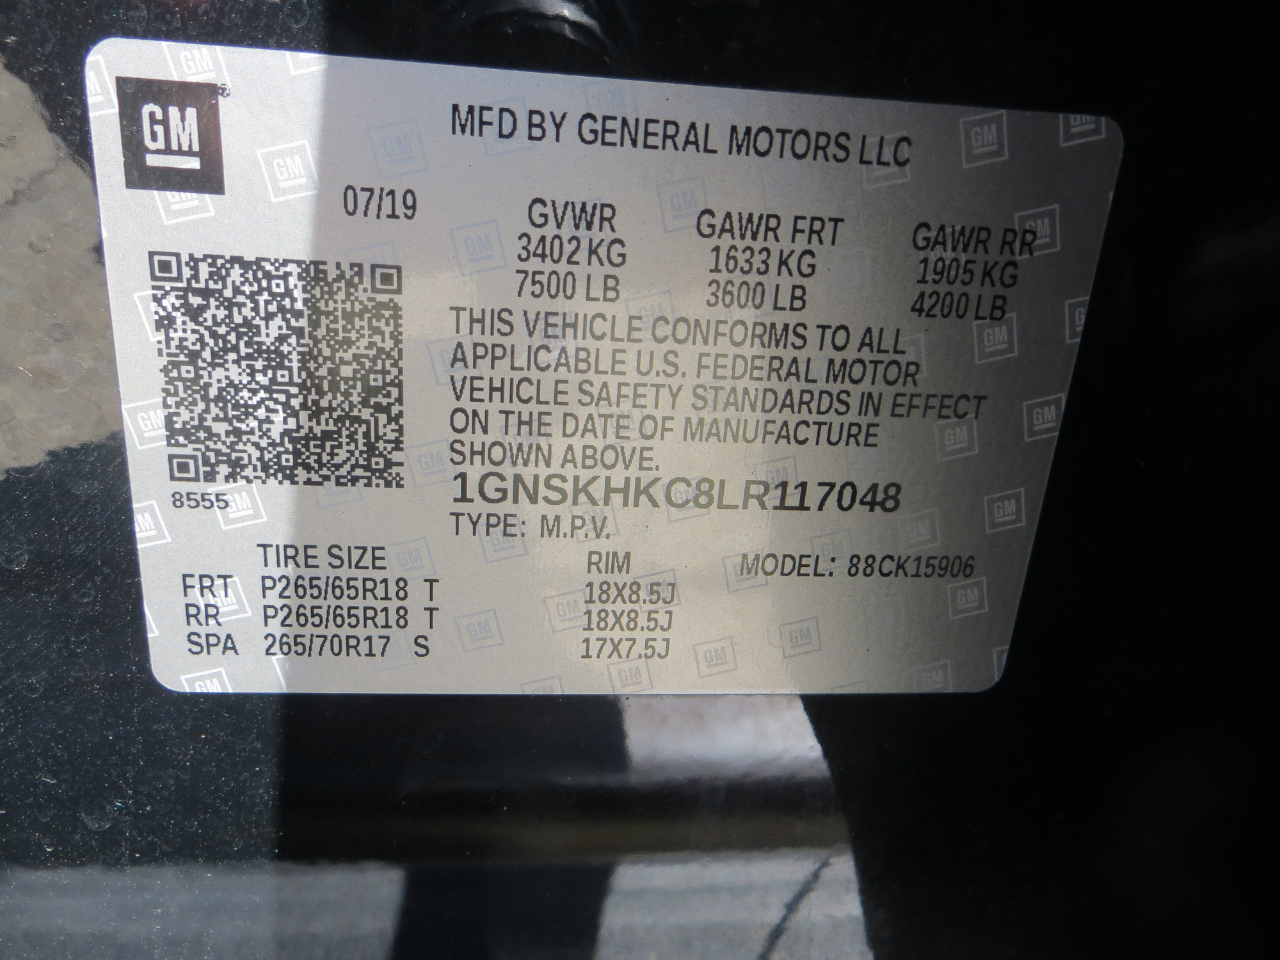 GM
MFD BY GENERAL MOTORS LLC
07/19
GVWR GAWR FRT GAWR RR
3402 KG 1633 KG 1905 KG
7500 LB 3600 LB 4200 LB
THIS VEHICLE CONFORMS TO ALL
APPLICABLE U.S. FEDERAL MOTOR
VEHICLE SAFETY STANDARDS IN EFFECT
ON THE DATE OF MANUFACTURE
SHOWN ABOVE.
8555
1GNSKHKC8LR117048
TYPE: M.P.V.
TIRE SIZE RIM MODEL: 88CK15906
FRT P265/65R18 T 18X8.5J
RR P265/65R18 T 18X8.5J
SPA 265/70R17 S 17X7.5J